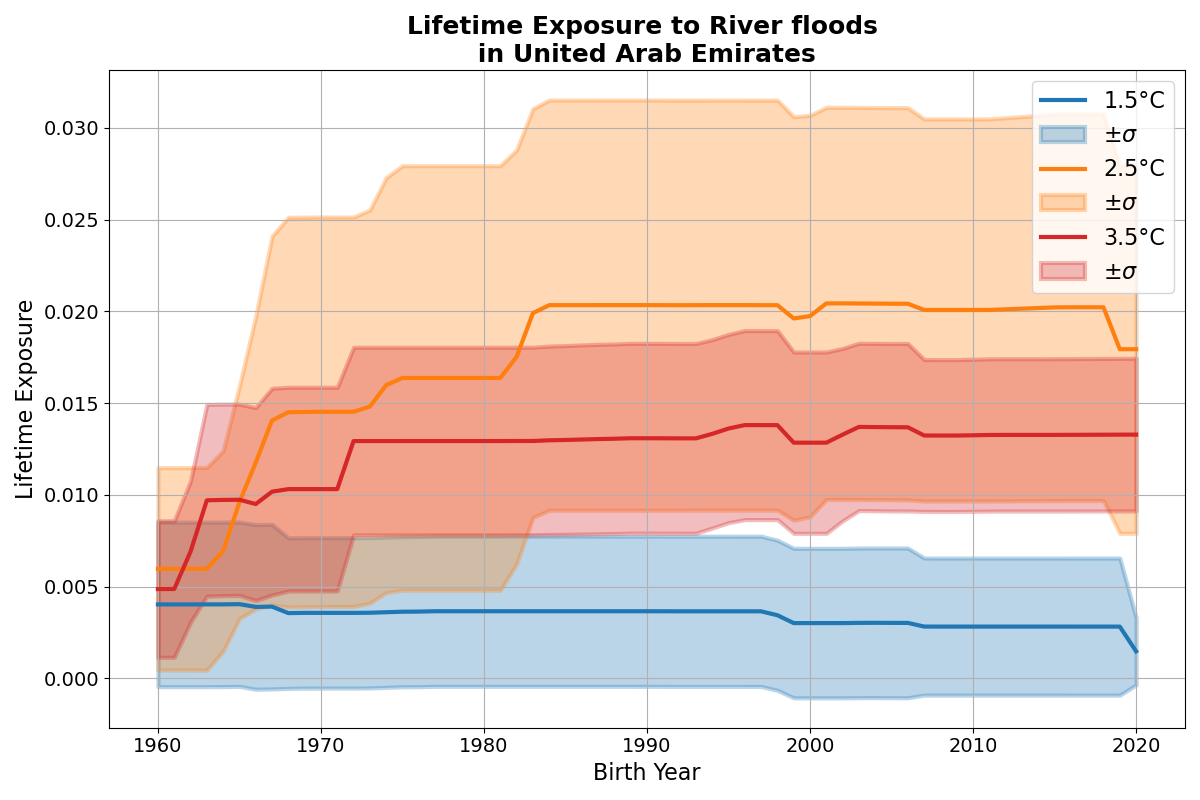 Lifetime Exposure to River floods
in United Arab Emirates
1.5°C
±σ
2.5°C
±σ
3.5°C
±σ
0.030
0.025
0.020
0.015
0.010
0.005
0.000
Lifetime Exposure
1960 1970 1980 1990 2000 2010 2020
Birth Year